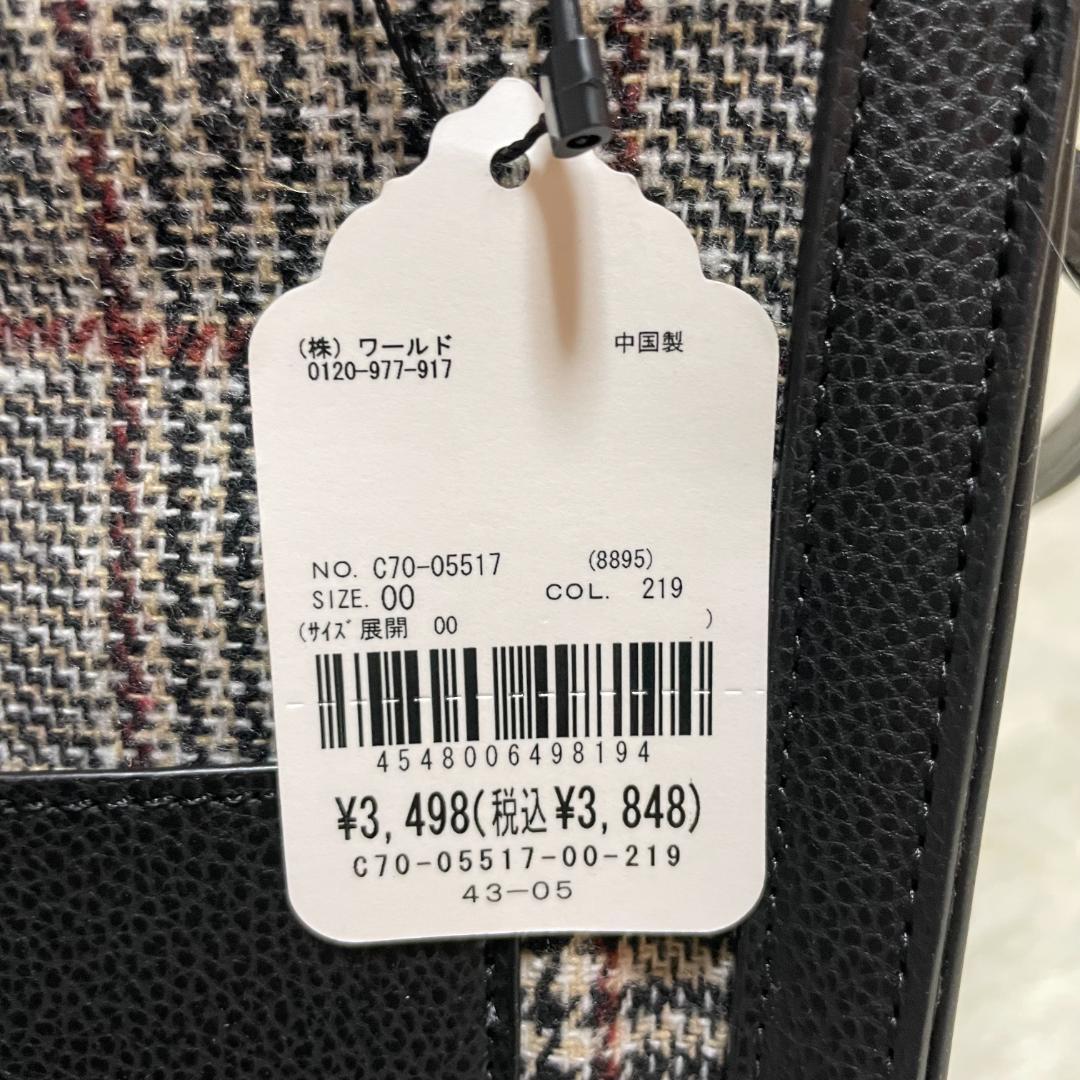 (株) ワールド 中国製
0120-977-917
NO. C70-05517 (8895)
SIZE. 00 COL. 219
(ｻｲｽﾞ展開 00 )
4548006498194
¥3,498(税込¥3,848)
C70-05517-00-219
43-05